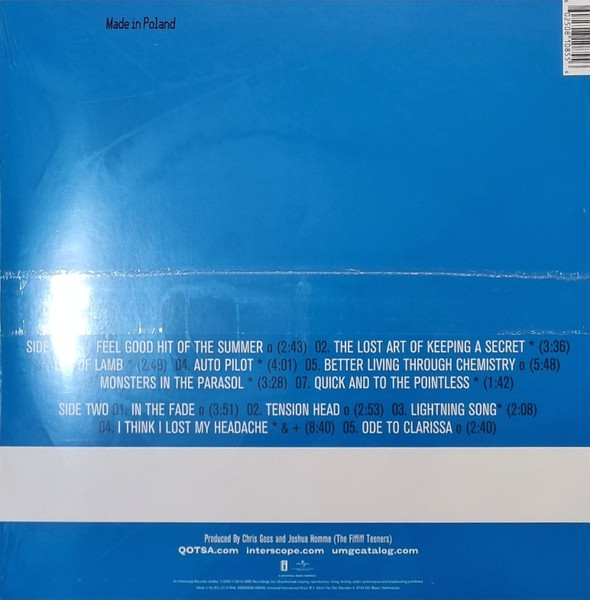 Made in Poland
SIDE FEEL GOOD HIT OF THE SUMMER o (2:43) 02. THE LOST ART OF KEEPING A SECRET * (3:36)
OF LAMB * (2:49) 04. AUTO PILOT * (4:01) 05. BETTER LIVING THROUGH CHEMISTRY o (5:48)
* MONSTERS IN THE PARASOL * (3:28) 07. QUICK AND TO THE POINTLESS * (1:42)
SIDE TWO 01. IN THE FADE o (3:51) 02. TENSION HEAD o (2:53) 03. LIGHTNING SONG* (2:08)
04. I THINK I LOST MY HEADACHE * & + (8:40) 05. ODE TO CLARISSA o (2:40)
Produced By Chris Goss and Joshua Homme (The Fififf Teeners)
QOTSA.com interscope.com umgcatalog.com